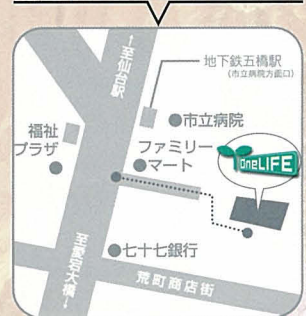 ↑至仙台駅
地下鉄五橋駅
(市立病院方面口)
●市立病院
福祉
プラザ
ファミリー
マート
OneLIFE
至愛宕大橋↓
●七十七銀行
荒町商店街